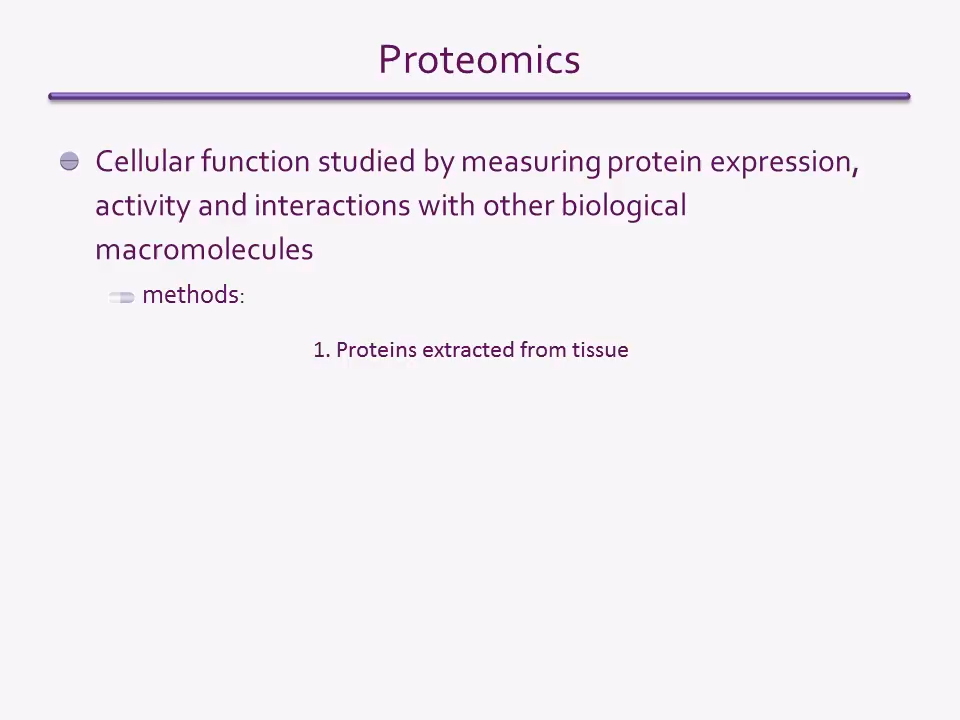 Proteomics
Cellular function studied by measuring protein expression,
activity and interactions with other biological
macromolecules
methods:
1. Proteins extracted from tissue